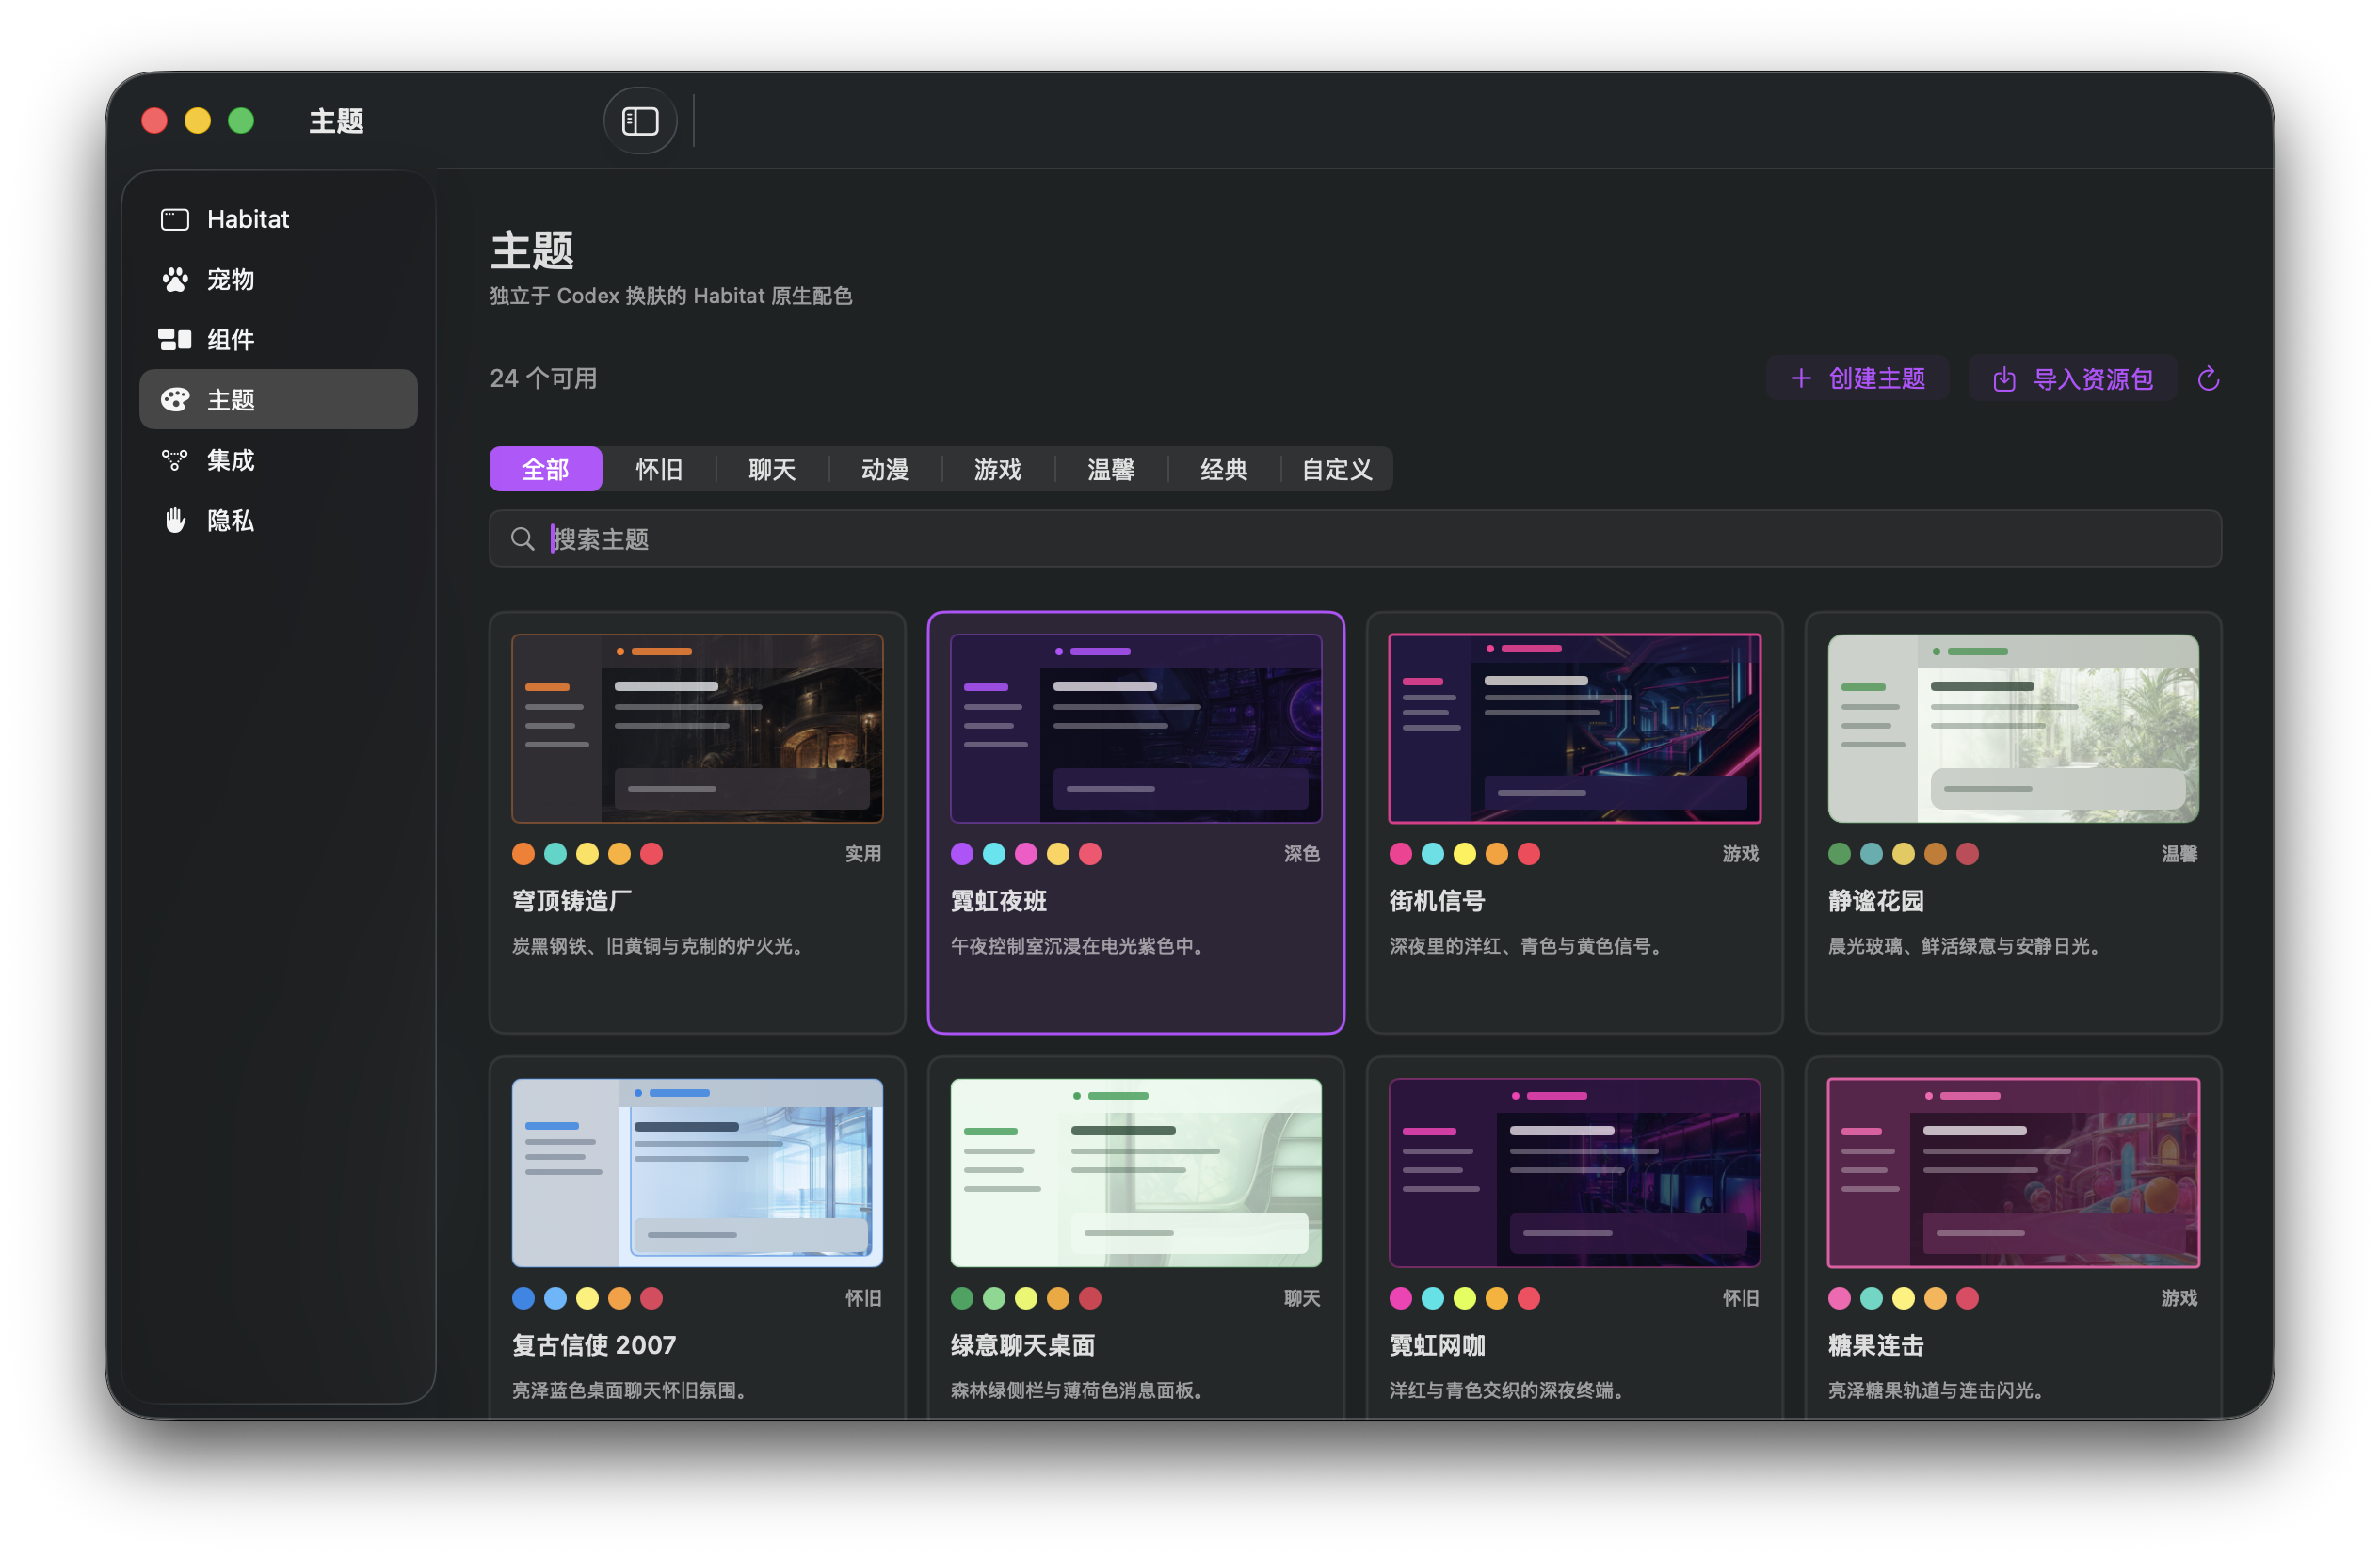 主题
Habitat
宠物
组件
主题
集成
隐私
主题
独立于 Codex 换肤的 Habitat 原生配色
24 个可用
创建主题
导入资源包
全部 怀旧 聊天 动漫 游戏 温馨 经典 自定义
搜索主题
实用
穹顶铸造厂
炭黑钢铁、旧黄铜与克制的炉火光。
深色
霓虹夜班
午夜控制室沉浸在电光紫色中。
游戏
街机信号
深夜里的洋红、青色与黄色信号。
温馨
静谧花园
晨光玻璃、鲜活绿意与安静日光。
怀旧
复古信使 2007
亮泽蓝色桌面聊天怀旧氛围。
聊天
绿意聊天桌面
森林绿侧栏与薄荷色消息面板。
怀旧
霓虹网咖
洋红与青色交织的深夜终端。
游戏
糖果连击
亮泽糖果轨道与连击闪光。